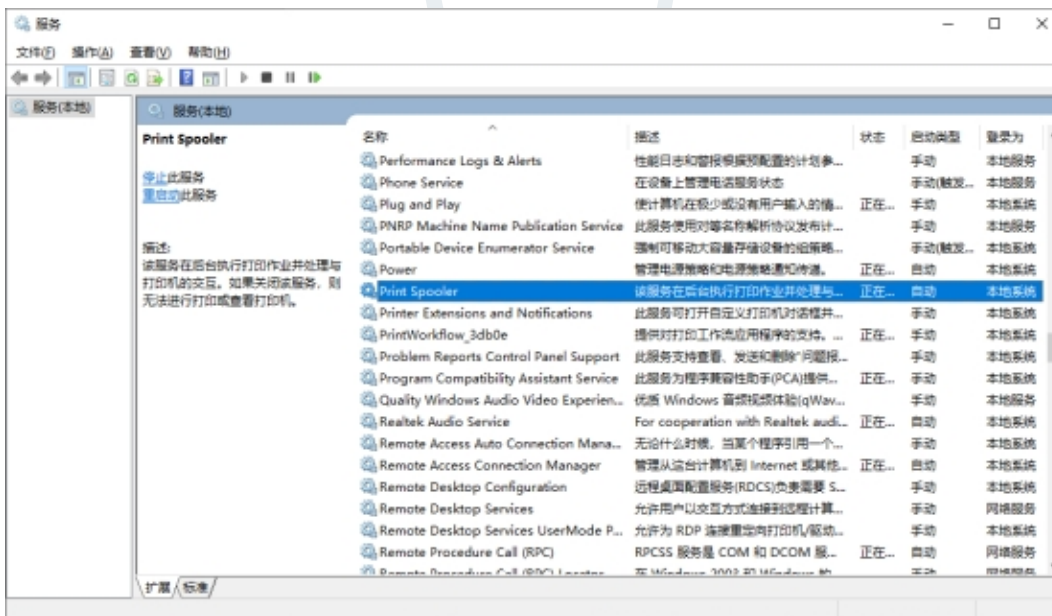 服务
文件(F) 操作(A) 查看(V) 帮助(H)
服务(本地)
服务(本地)
Print Spooler
停止此服务
重启动此服务
描述:
该服务在后台执行打印作业并处理与
打印机的交互。如果关闭该服务，则
无法进行打印或查看打印机。
名称 描述 状态 启动类型 登录为
Performance Logs & Alerts 性能日志和警报根据预配置的计划参... 手动 本地服务
Phone Service 在设备上管理电话服务状态 手动(触发... 本地服务
Plug and Play 使计算机在极少或没有用户输入的情... 正在... 手动 本地系统
PNRP Machine Name Publication Service 此服务使用对等名称解析协议发布计... 手动 本地服务
Portable Device Enumerator Service 强制可移动大容量存储设备的组策略... 手动(触发... 本地系统
Power 管理电源策略和电源策略通知传递。 正在... 自动 本地系统
Print Spooler 该服务在后台执行打印作业并处理与... 正在... 自动 本地系统
Printer Extensions and Notifications 此服务可打开自定义打印机对话框并... 手动 本地系统
PrintWorkflow_3db0e 提供对打印工作流应用程序的支持。... 正在... 手动 本地系统
Problem Reports Control Panel Support 此服务支持查看、发送和删除"问题报... 手动 本地系统
Program Compatibility Assistant Service 此服务为程序兼容性助手(PCA)提供... 正在... 手动 本地系统
Quality Windows Audio Video Experien... 优质 Windows 音频视频体验(qWav... 手动 本地服务
Realtek Audio Service For cooperation with Realtek audi... 正在... 自动 本地系统
Remote Access Auto Connection Mana... 无论什么时候，当某个程序引用一个... 手动 本地系统
Remote Access Connection Manager 管理从这台计算机到 Internet 或其他... 正在... 自动 本地系统
Remote Desktop Configuration 远程桌面配置服务(RDCS)负责需要 S... 手动 本地系统
Remote Desktop Services 允许用户以交互方式连接到远程计算... 手动 网络服务
Remote Desktop Services UserMode P... 允许为 RDP 连接重定向打印机/驱动... 手动 本地系统
Remote Procedure Call (RPC) RPCSS 服务是 COM 和 DCOM 服... 正在... 自动 网络服务
Remote Procedure Call (RPC) Locator 在 Windows 2003 和 Windows 的... 手动 网络服务
扩展 标准